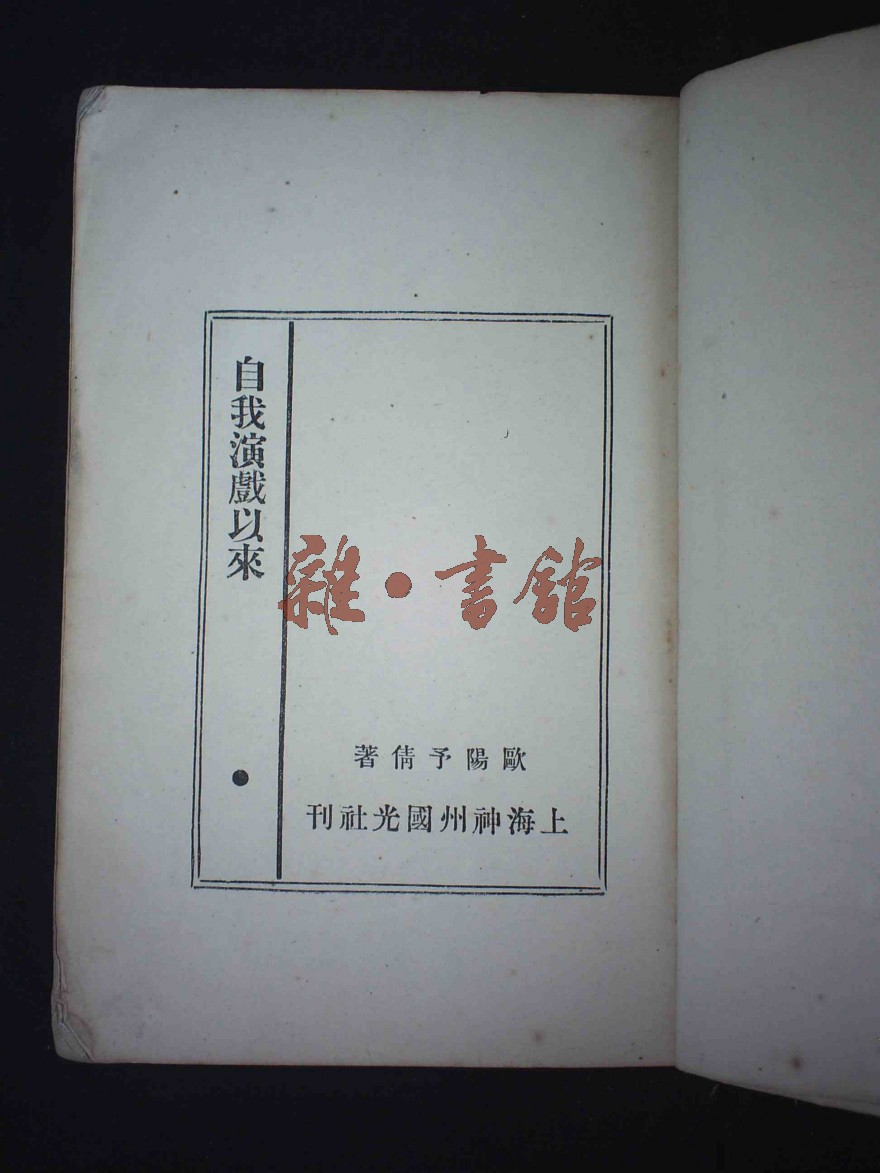 自我演戲以來
雜•書館
歐陽予倩著
上海神州國光社刊